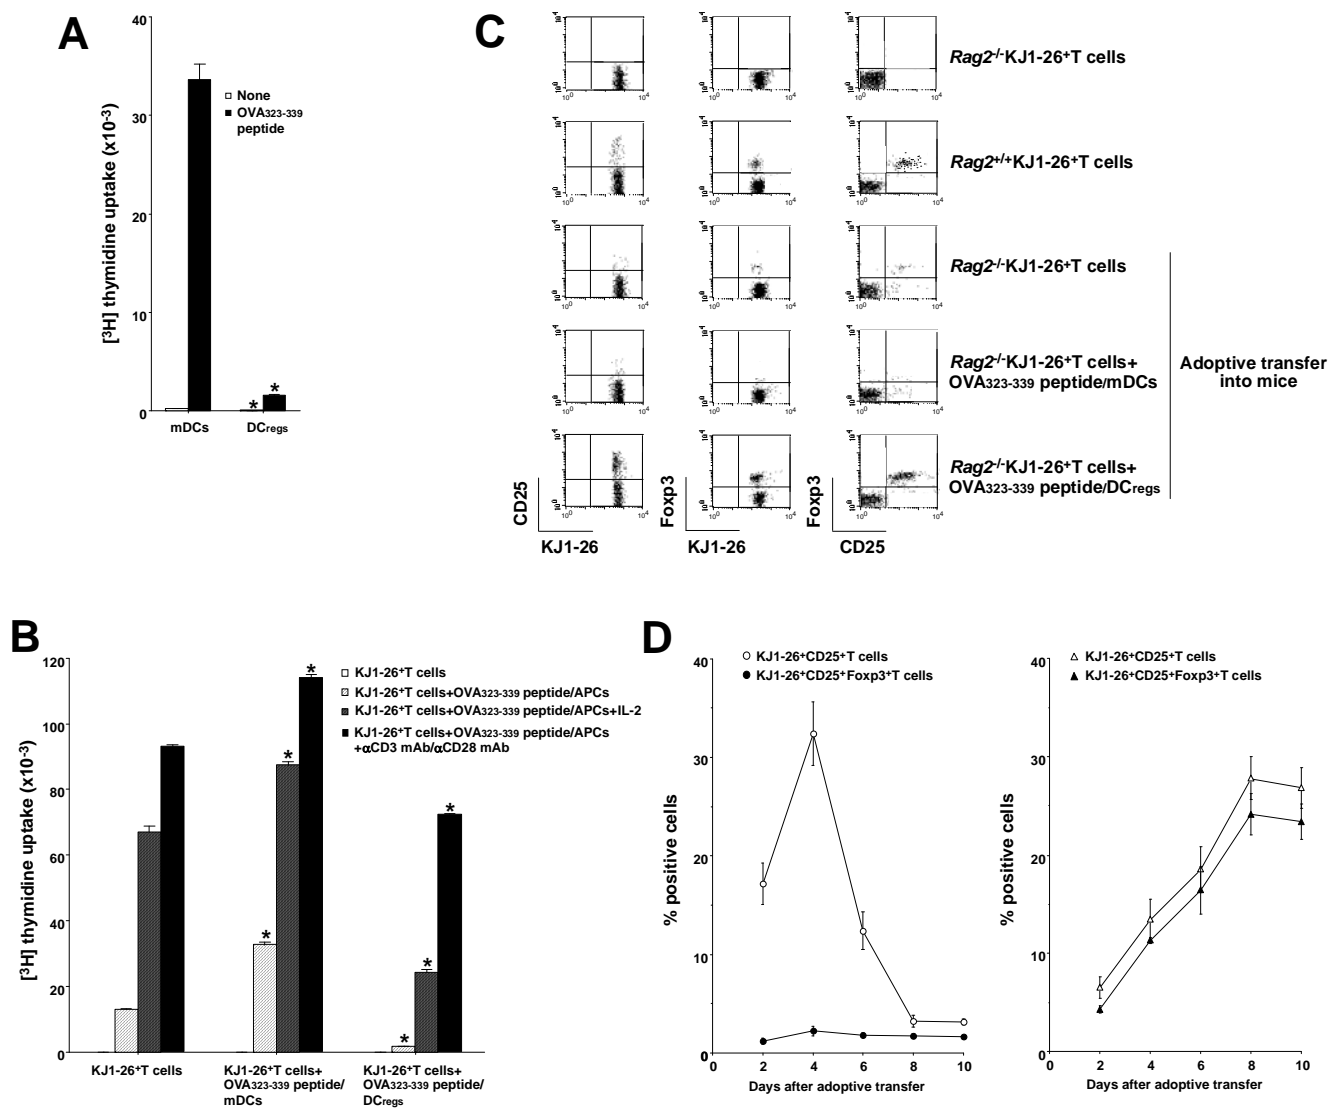 A
40
30
20
10
0
[³H] thymidine uptake (x10-³)
None
OVA323-339
peptide
*
*
mDCs
DCregs
C
Rag2-/-KJ1-26+T cells
Rag2+/+KJ1-26+T cells
Rag2-/-KJ1-26+T cells
Rag2-/-KJ1-26+T cells+
OVA323-339 peptide/mDCs
Rag2-/-KJ1-26+T cells+
OVA323-339 peptide/DCregs
Adoptive transfer
into mice
10⁰
10⁴
CD25
KJ1-26
Foxp3
KJ1-26
Foxp3
CD25
B
120
100
80
60
40
20
0
[³H] thymidine uptake (x10-³)
KJ1-26+T cells
KJ1-26+T cells+OVA323-339 peptide/APCs
KJ1-26+T cells+OVA323-339 peptide/APCs+IL-2
KJ1-26+T cells+OVA323-339 peptide/APCs
+αCD3 mAb/αCD28 mAb
*
*
*
*
*
*
KJ1-26+T cells
KJ1-26+T cells+
OVA323-339 peptide/
mDCs
KJ1-26+T cells+
OVA323-339 peptide/
DCregs
D
KJ1-26+CD25+T cells
KJ1-26+CD25+Foxp3+T cells
40
30
20
10
0
% positive cells
0 2 4 6 8 10
Days after adoptive transfer
KJ1-26+CD25+T cells
KJ1-26+CD25+Foxp3+T cells
40
30
20
10
0
% positive cells
0 2 4 6 8 10
Days after adoptive transfer